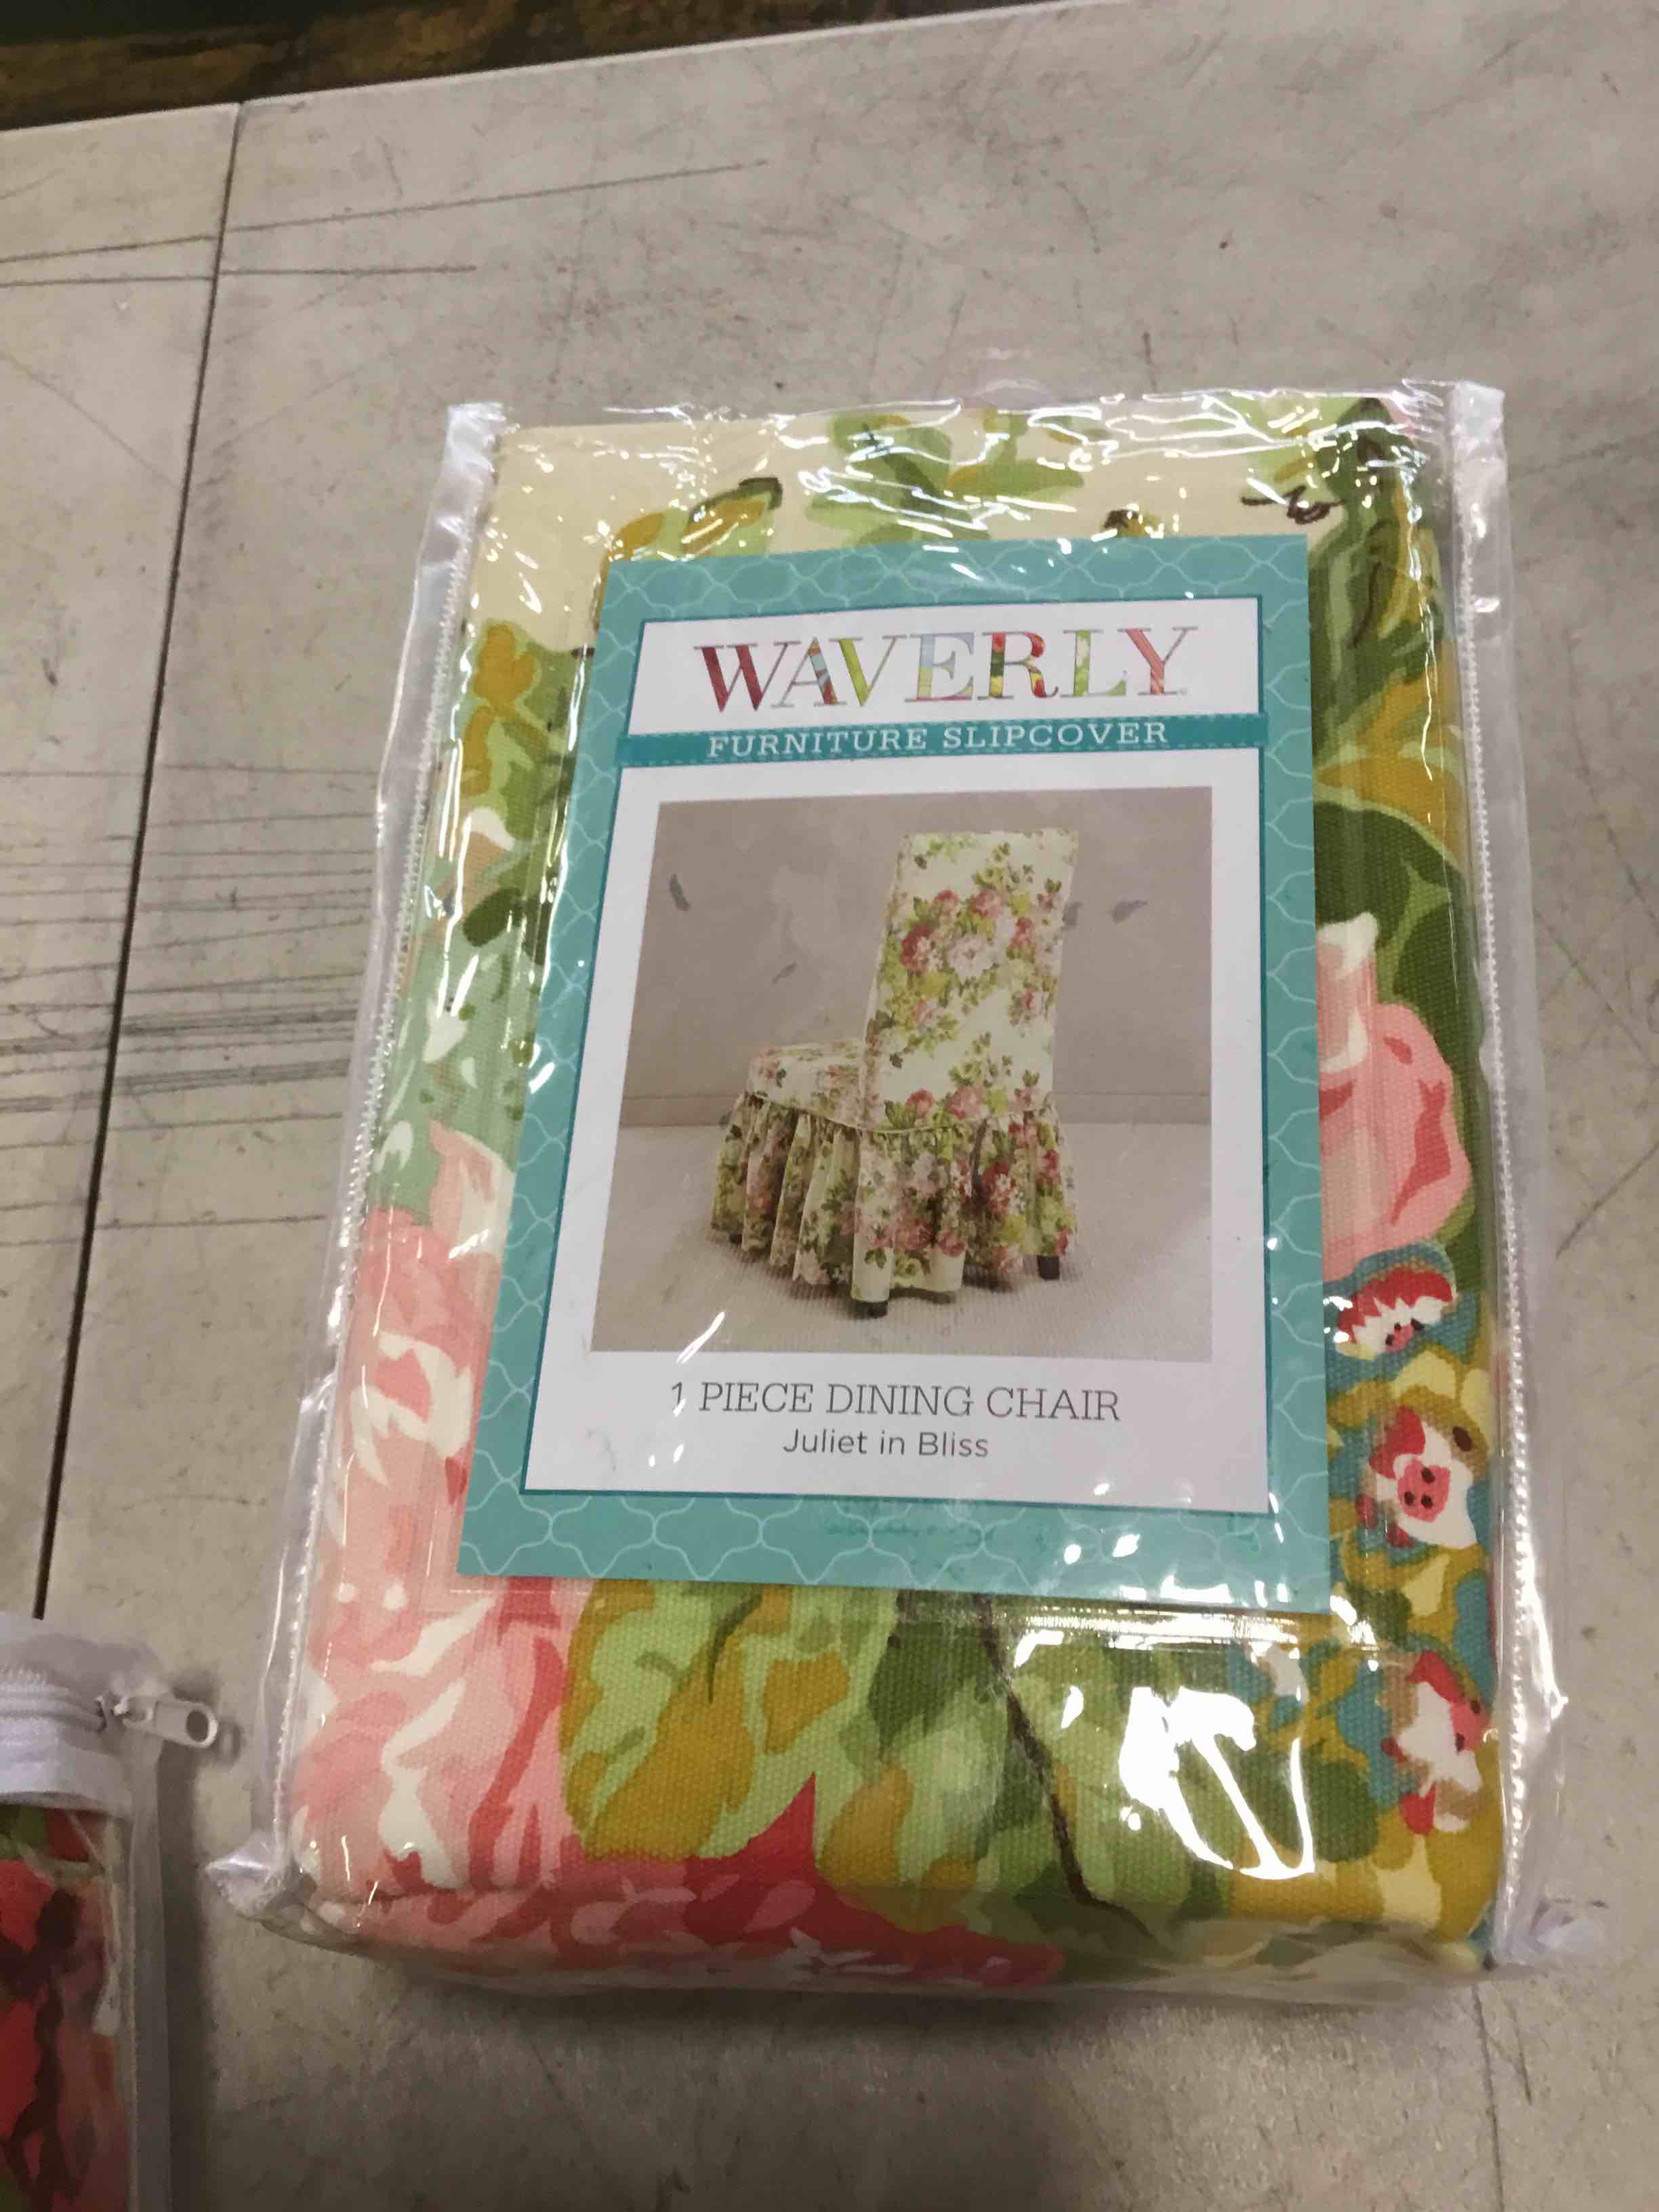 WAVERLY
FURNITURE SLIPCOVER
1 PIECE DINING CHAIR
Juliet in Bliss